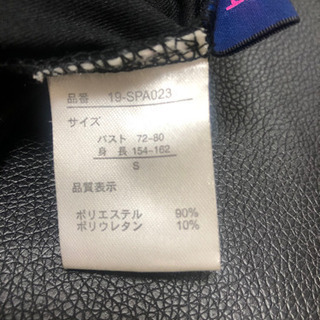 品番 19-SPA023
サイズ
バスト 72-80
身長 154-162
S
品質表示
ポリエステル 90%
ポリウレタン 10%